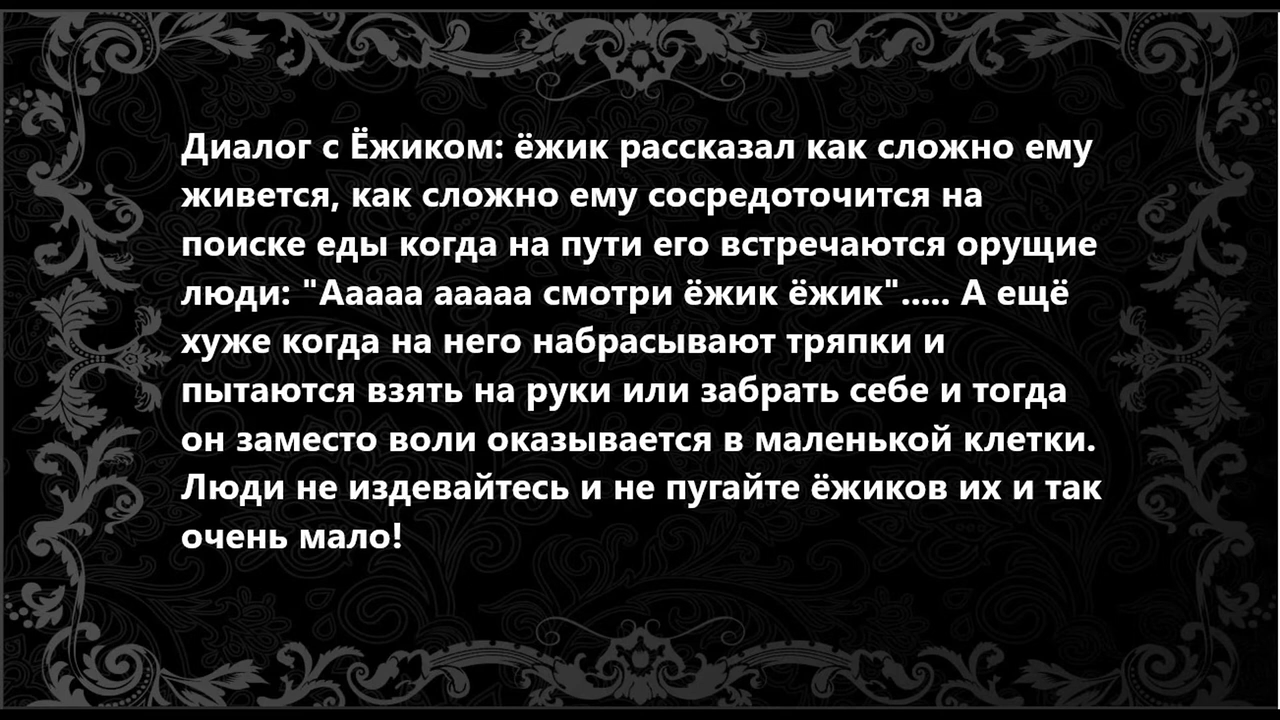 Диалог с Ёжиком: ёжик рассказал как сложно ему
живется, как сложно ему сосредоточится на
поиске еды когда на пути его встречаются орущие
люди: "Ааааа ааааа смотри ёжик ёжик"..... А ещё
хуже когда на него набрасывают тряпки и
пытаются взять на руки или забрать себе и тогда
он заместо воли оказывается в маленькой клетки.
Люди не издевайтесь и не пугайте ёжиков их и так
очень мало!